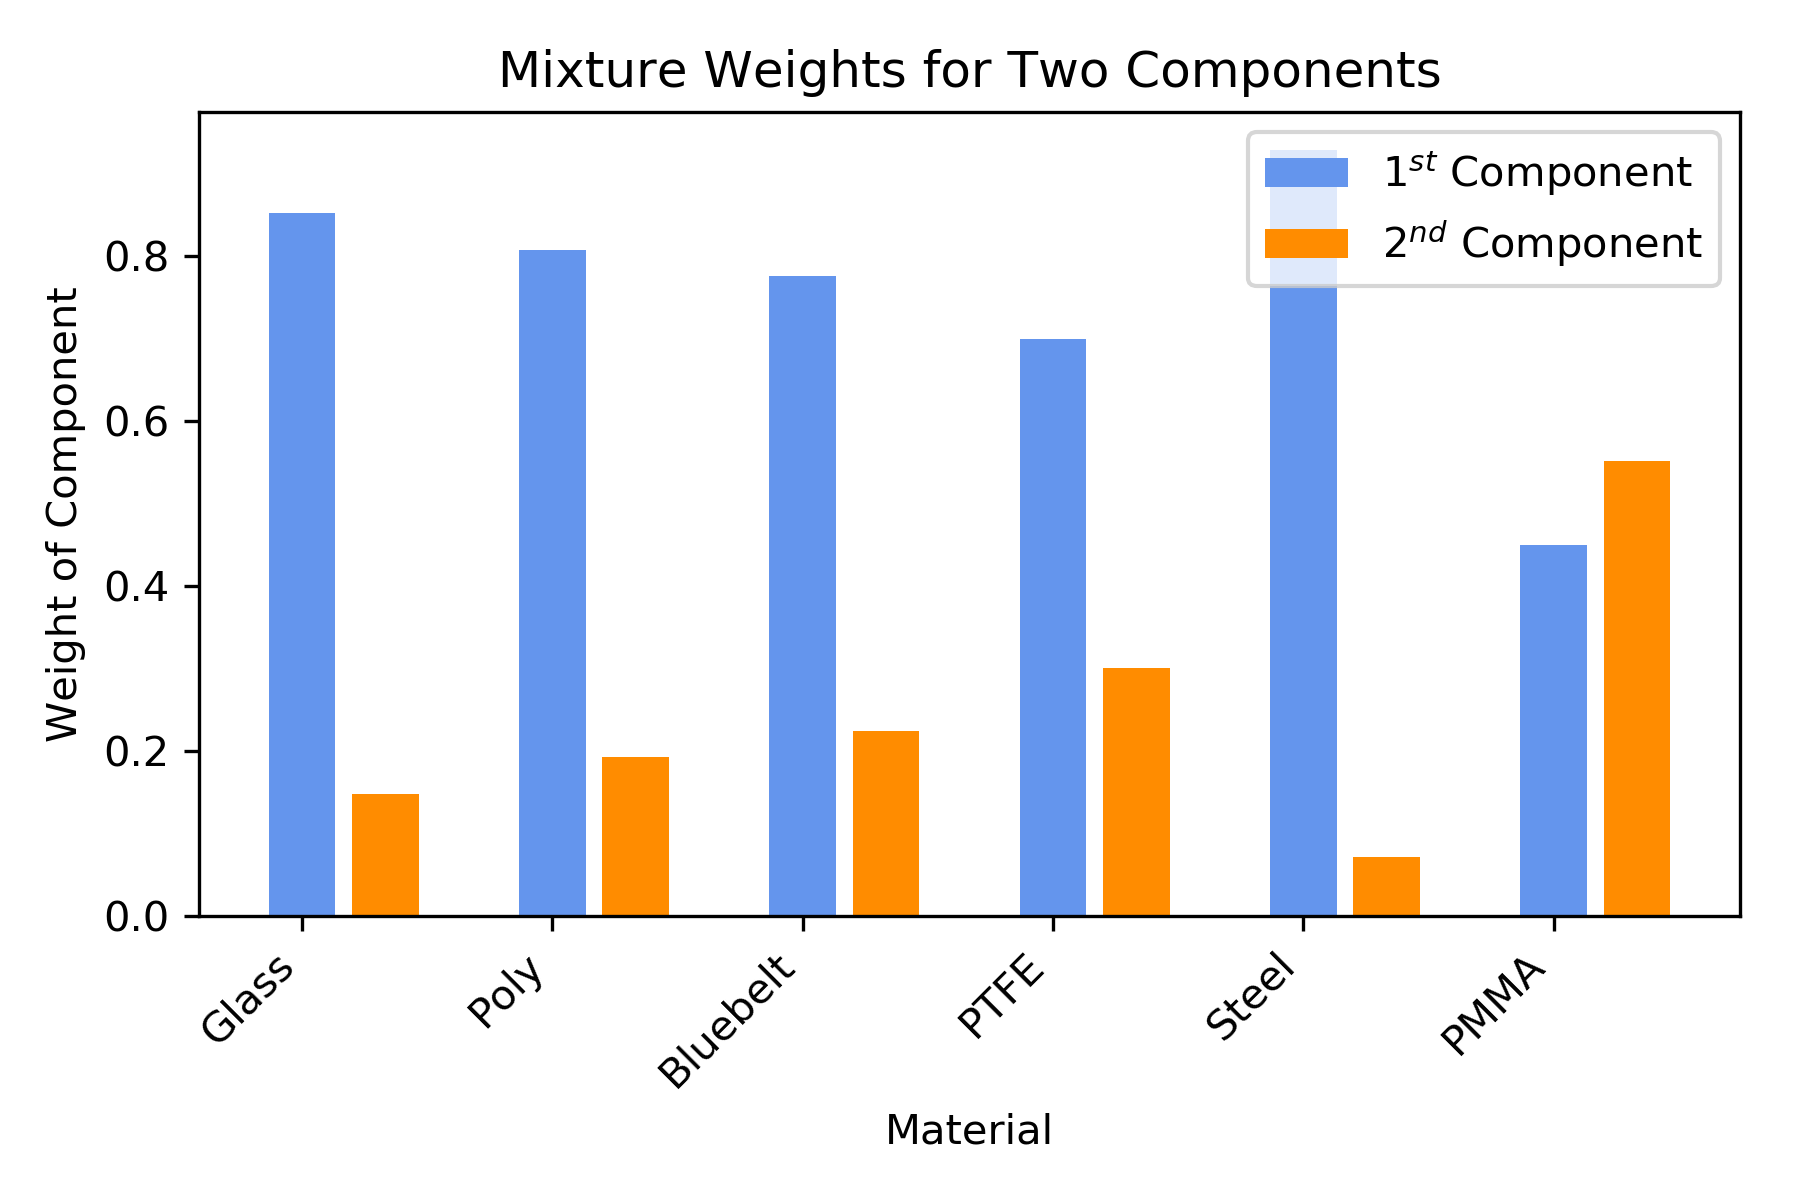 Mixture Weights for Two Components
1st Component
2nd Component
Weight of Component
0.8
0.6
0.4
0.2
0.0
Glass
Poly
Bluebelt
PTFE
Steel
PMMA
Material